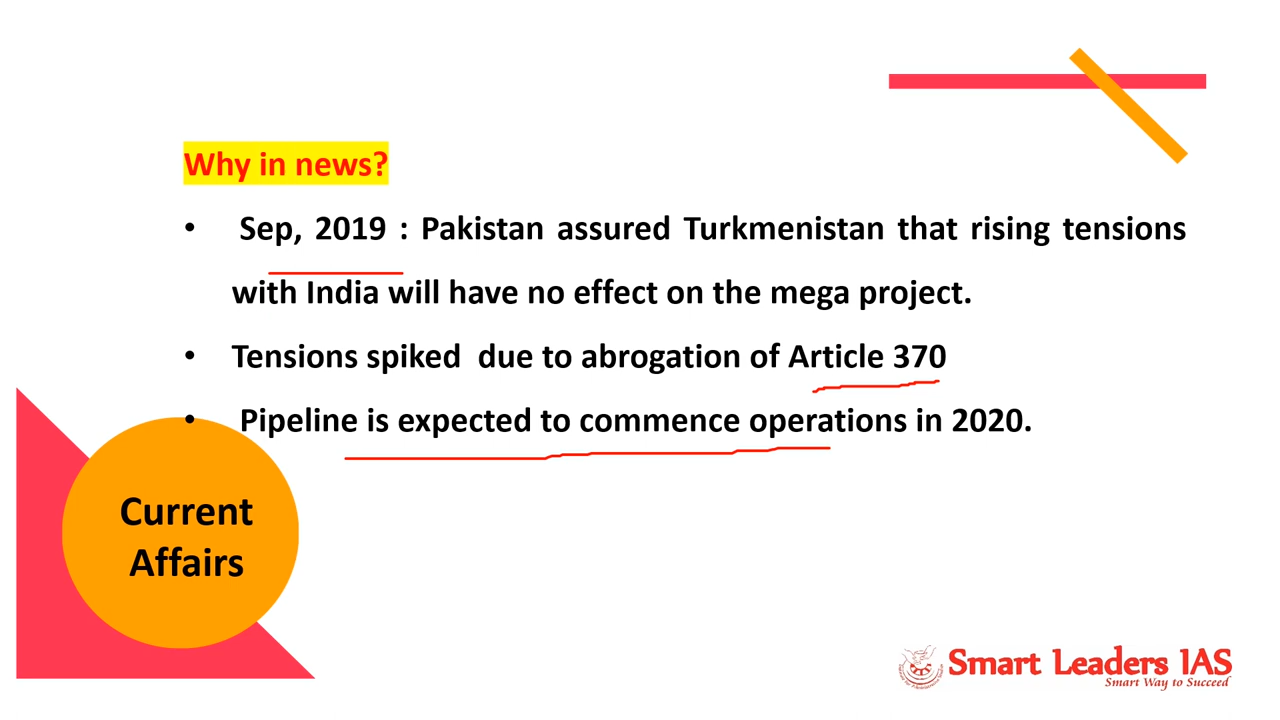 Why in news?
• Sep, 2019 : Pakistan assured Turkmenistan that rising tensions
with India will have no effect on the mega project.
• Tensions spiked due to abrogation of Article 370
• Pipeline is expected to commence operations in 2020.
Current
Affairs
Smart Leaders IAS
Smart Way to Succeed